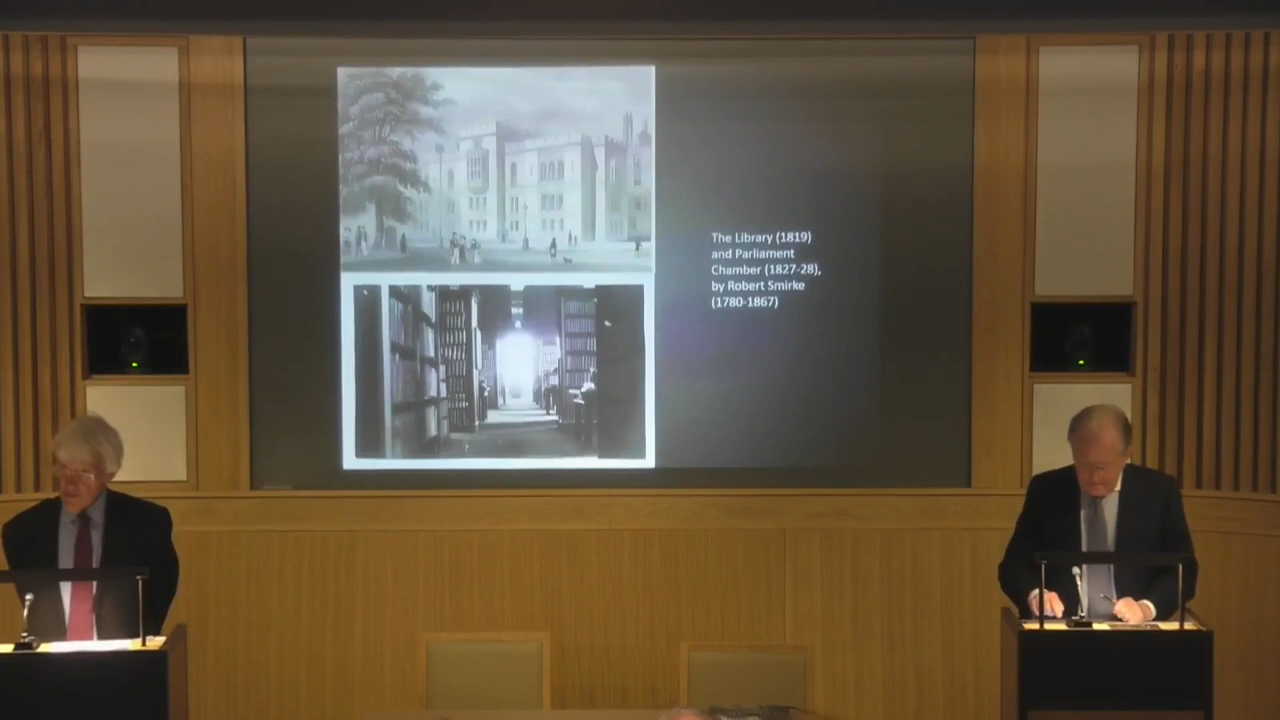 The Library (1819)
and Parliament
Chamber (1827-28),
by Robert Smirke
(1780-1867)